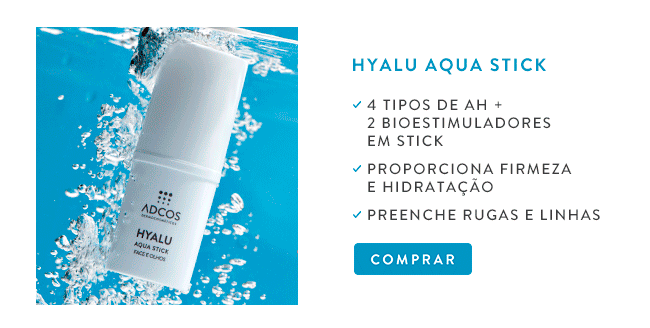 HYALU AQUA STICK
4 TIPOS DE AH +
2 BIOESTIMULADORES
EM STICK
PROPORCIONA FIRMEZA
E HIDRATAÇÃO
PREENCHE RUGAS E LINHAS
COMPRAR
ADCOS
HYALU
AQUA STICK
FACE E OLHOS